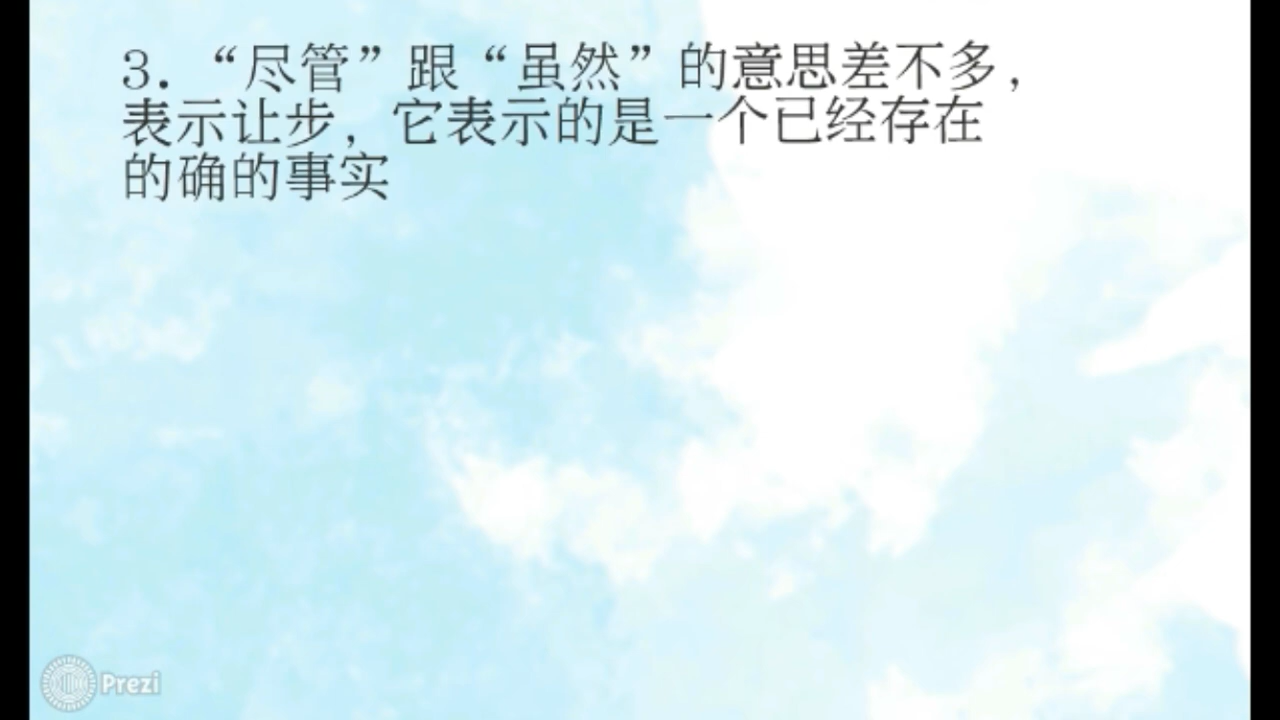 3. “尽管”跟“虽然”的意思差不多,
表示让步, 它表示的是一个已经存在
的确的事实
Prezi